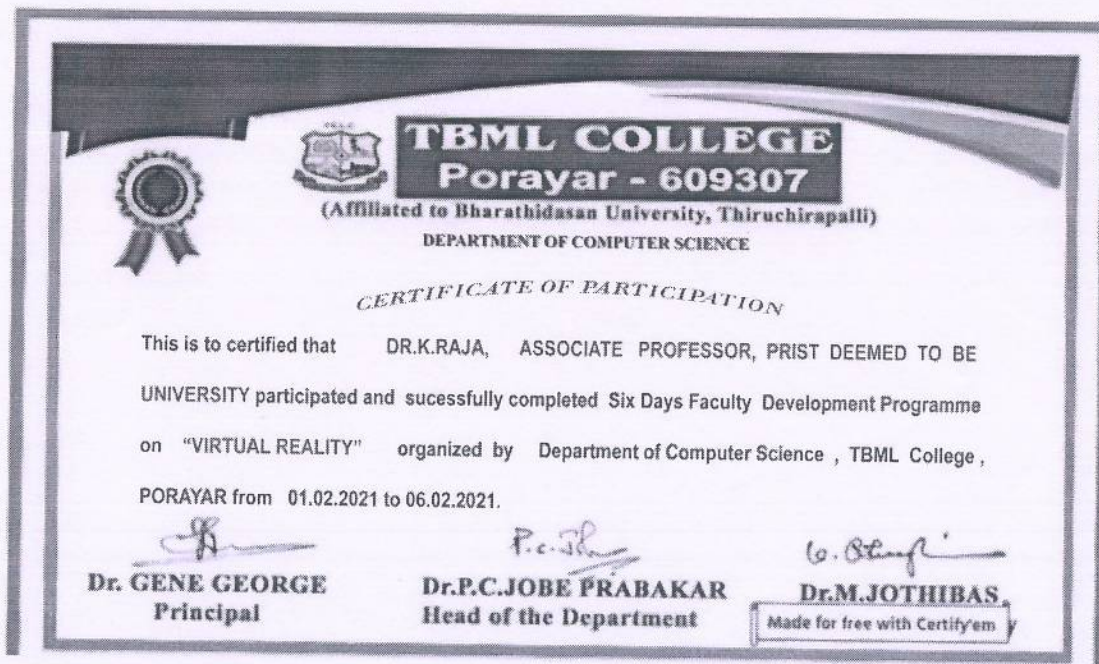 TBML COLLEGE
Porayar - 609307
(Affiliated to Bharathidasan University, Thiruchirapalli)
DEPARTMENT OF COMPUTER SCIENCE
CERTIFICATE OF PARTICIPATION
This is to certified that DR.K.RAJA, ASSOCIATE PROFESSOR, PRIST DEEMED TO BE
UNIVERSITY participated and sucessfully completed Six Days Faculty Development Programme
on “VIRTUAL REALITY” organized by Department of Computer Science , TBML College ,
PORAYAR from 01.02.2021 to 06.02.2021.
P.c.
Dr. GENE GEORGE Dr.P.C.JOBE PRABAKAR Dr.M.JOTHIBAS
Principal Head of the Department
Made for free with Certify'em